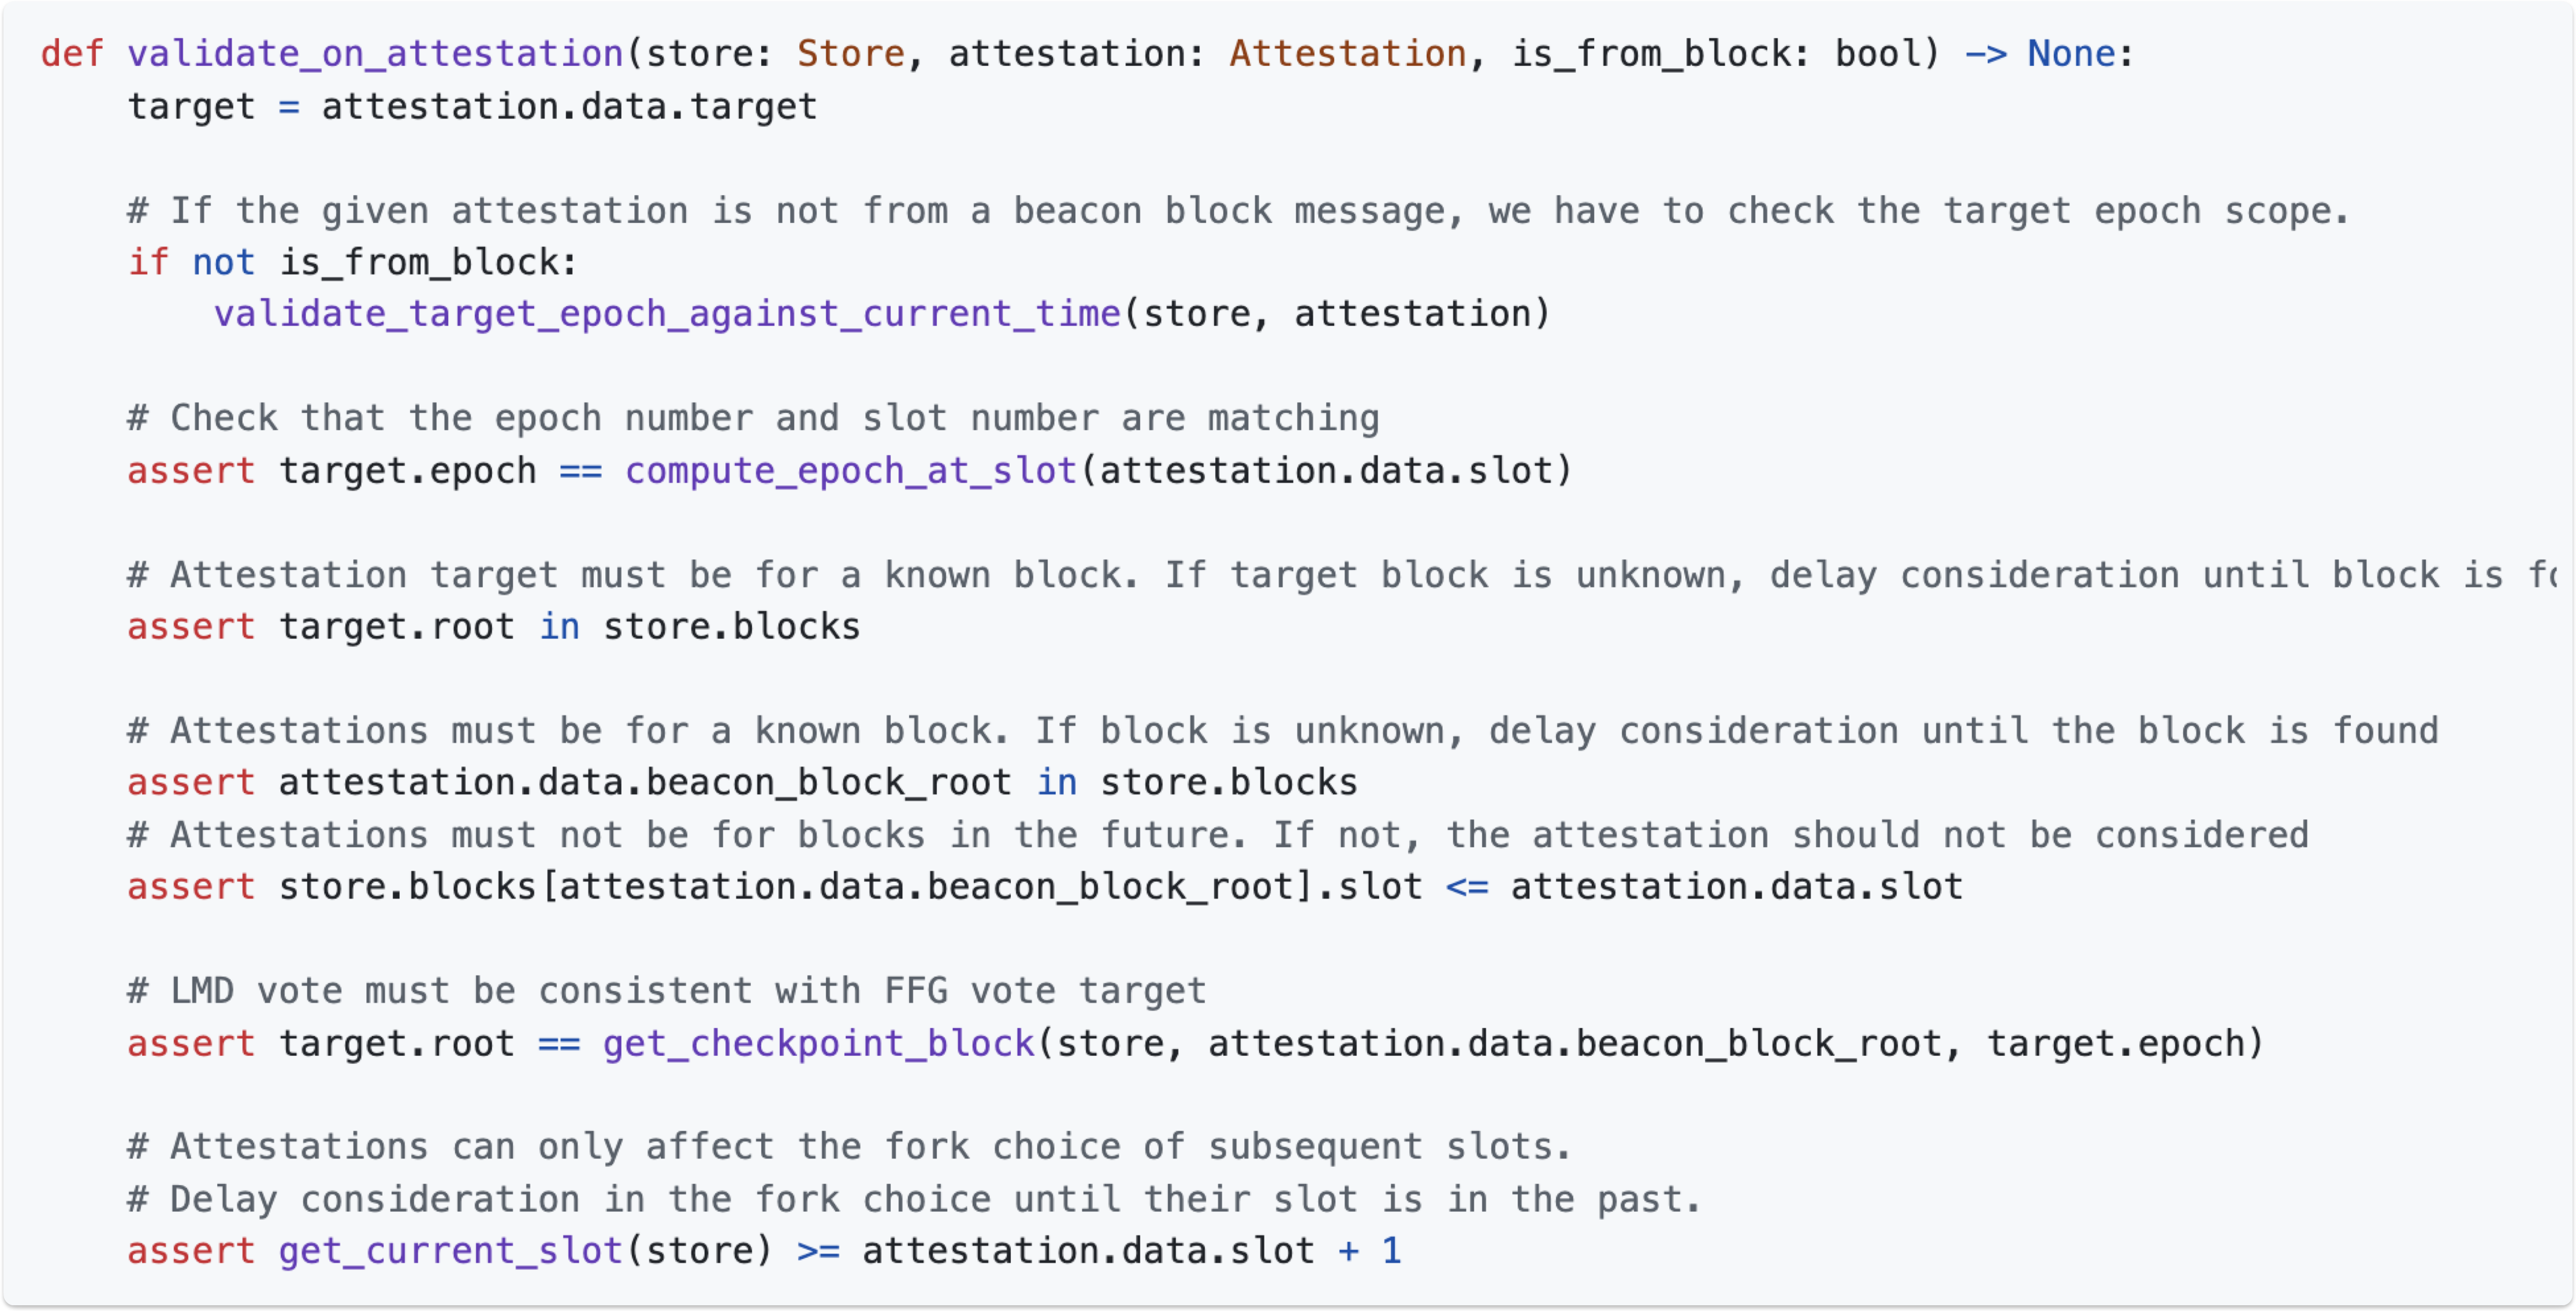 def validate_on_attestation(store: Store, attestation: Attestation, is_from_block: bool) -> None:
    target = attestation.data.target

    # If the given attestation is not from a beacon block message, we have to check the target epoch scope.
    if not is_from_block:
        validate_target_epoch_against_current_time(store, attestation)

    # Check that the epoch number and slot number are matching
    assert target.epoch == compute_epoch_at_slot(attestation.data.slot)

    # Attestation target must be for a known block. If target block is unknown, delay consideration until block is
    assert target.root in store.blocks

    # Attestations must be for a known block. If block is unknown, delay consideration until the block is found
    assert attestation.data.beacon_block_root in store.blocks
    # Attestations must not be for blocks in the future. If not, the attestation should not be considered
    assert store.blocks[attestation.data.beacon_block_root].slot <= attestation.data.slot

    # LMD vote must be consistent with FFG vote target
    assert target.root == get_checkpoint_block(store, attestation.data.beacon_block_root, target.epoch)

    # Attestations can only affect the fork choice of subsequent slots.
    # Delay consideration in the fork choice until their slot is in the past.
    assert get_current_slot(store) >= attestation.data.slot + 1